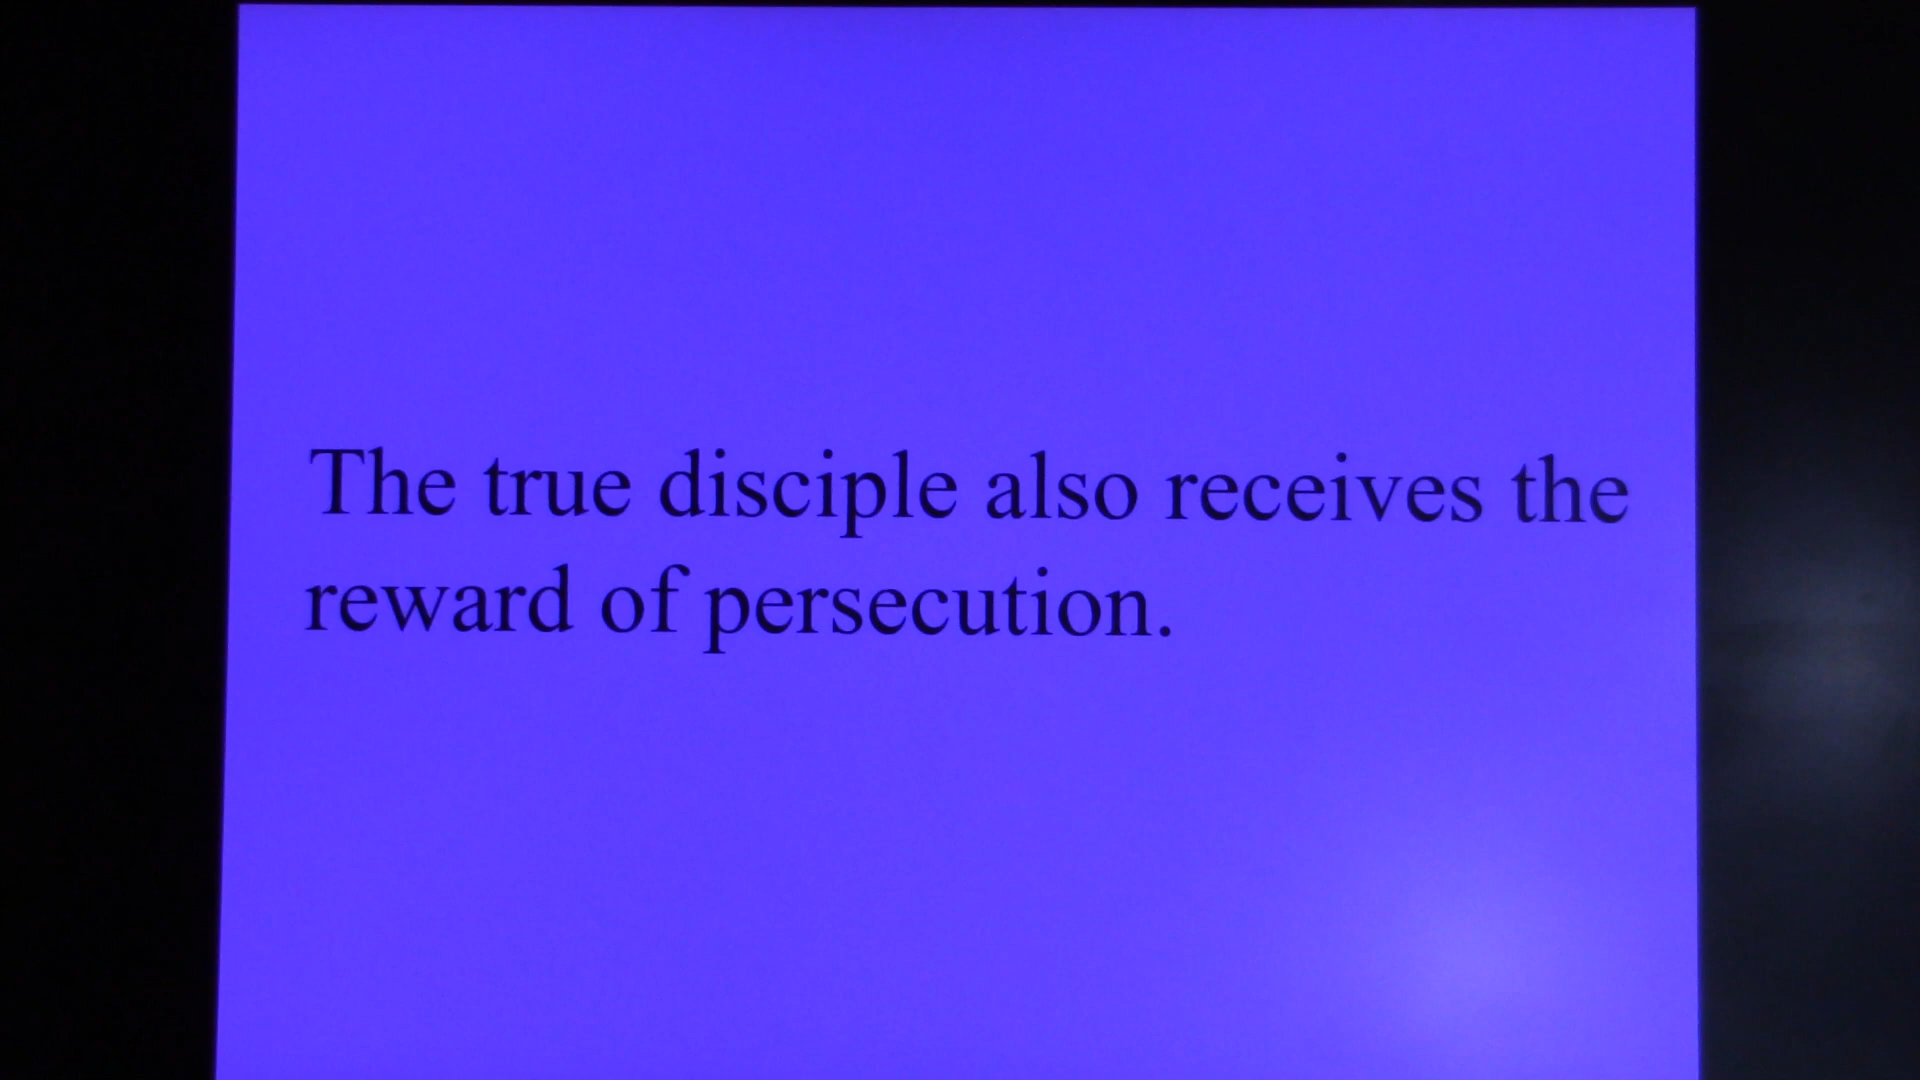 The true disciple also receives the
reward of persecution.